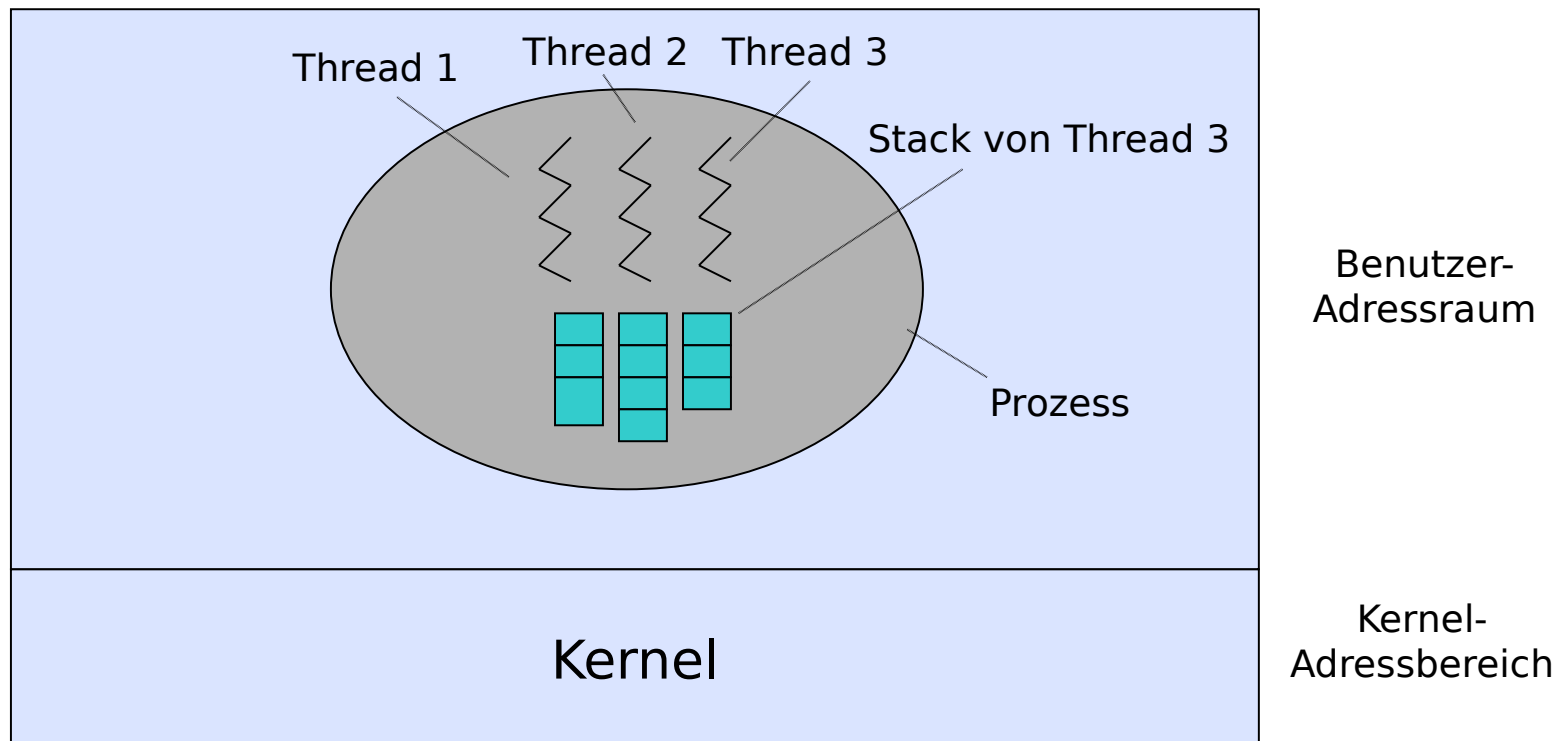 Thread 1
Thread 2
Thread 3
Stack von Thread 3
Benutzer-
Adressraum
Prozess
Kernel
Kernel-
Adressbereich